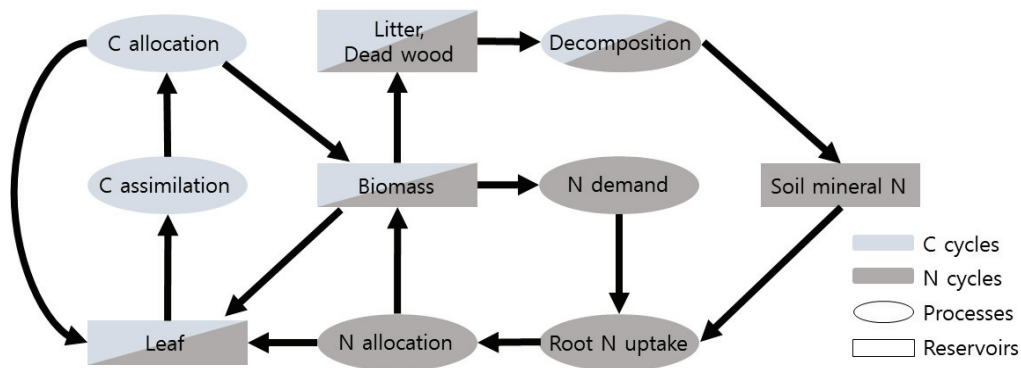 C allocation
Litter,
Dead wood
Decomposition
C assimilation
Biomass
N demand
Soil mineral N
Leaf
N allocation
Root N uptake
C cycles
N cycles
Processes
Reservoirs